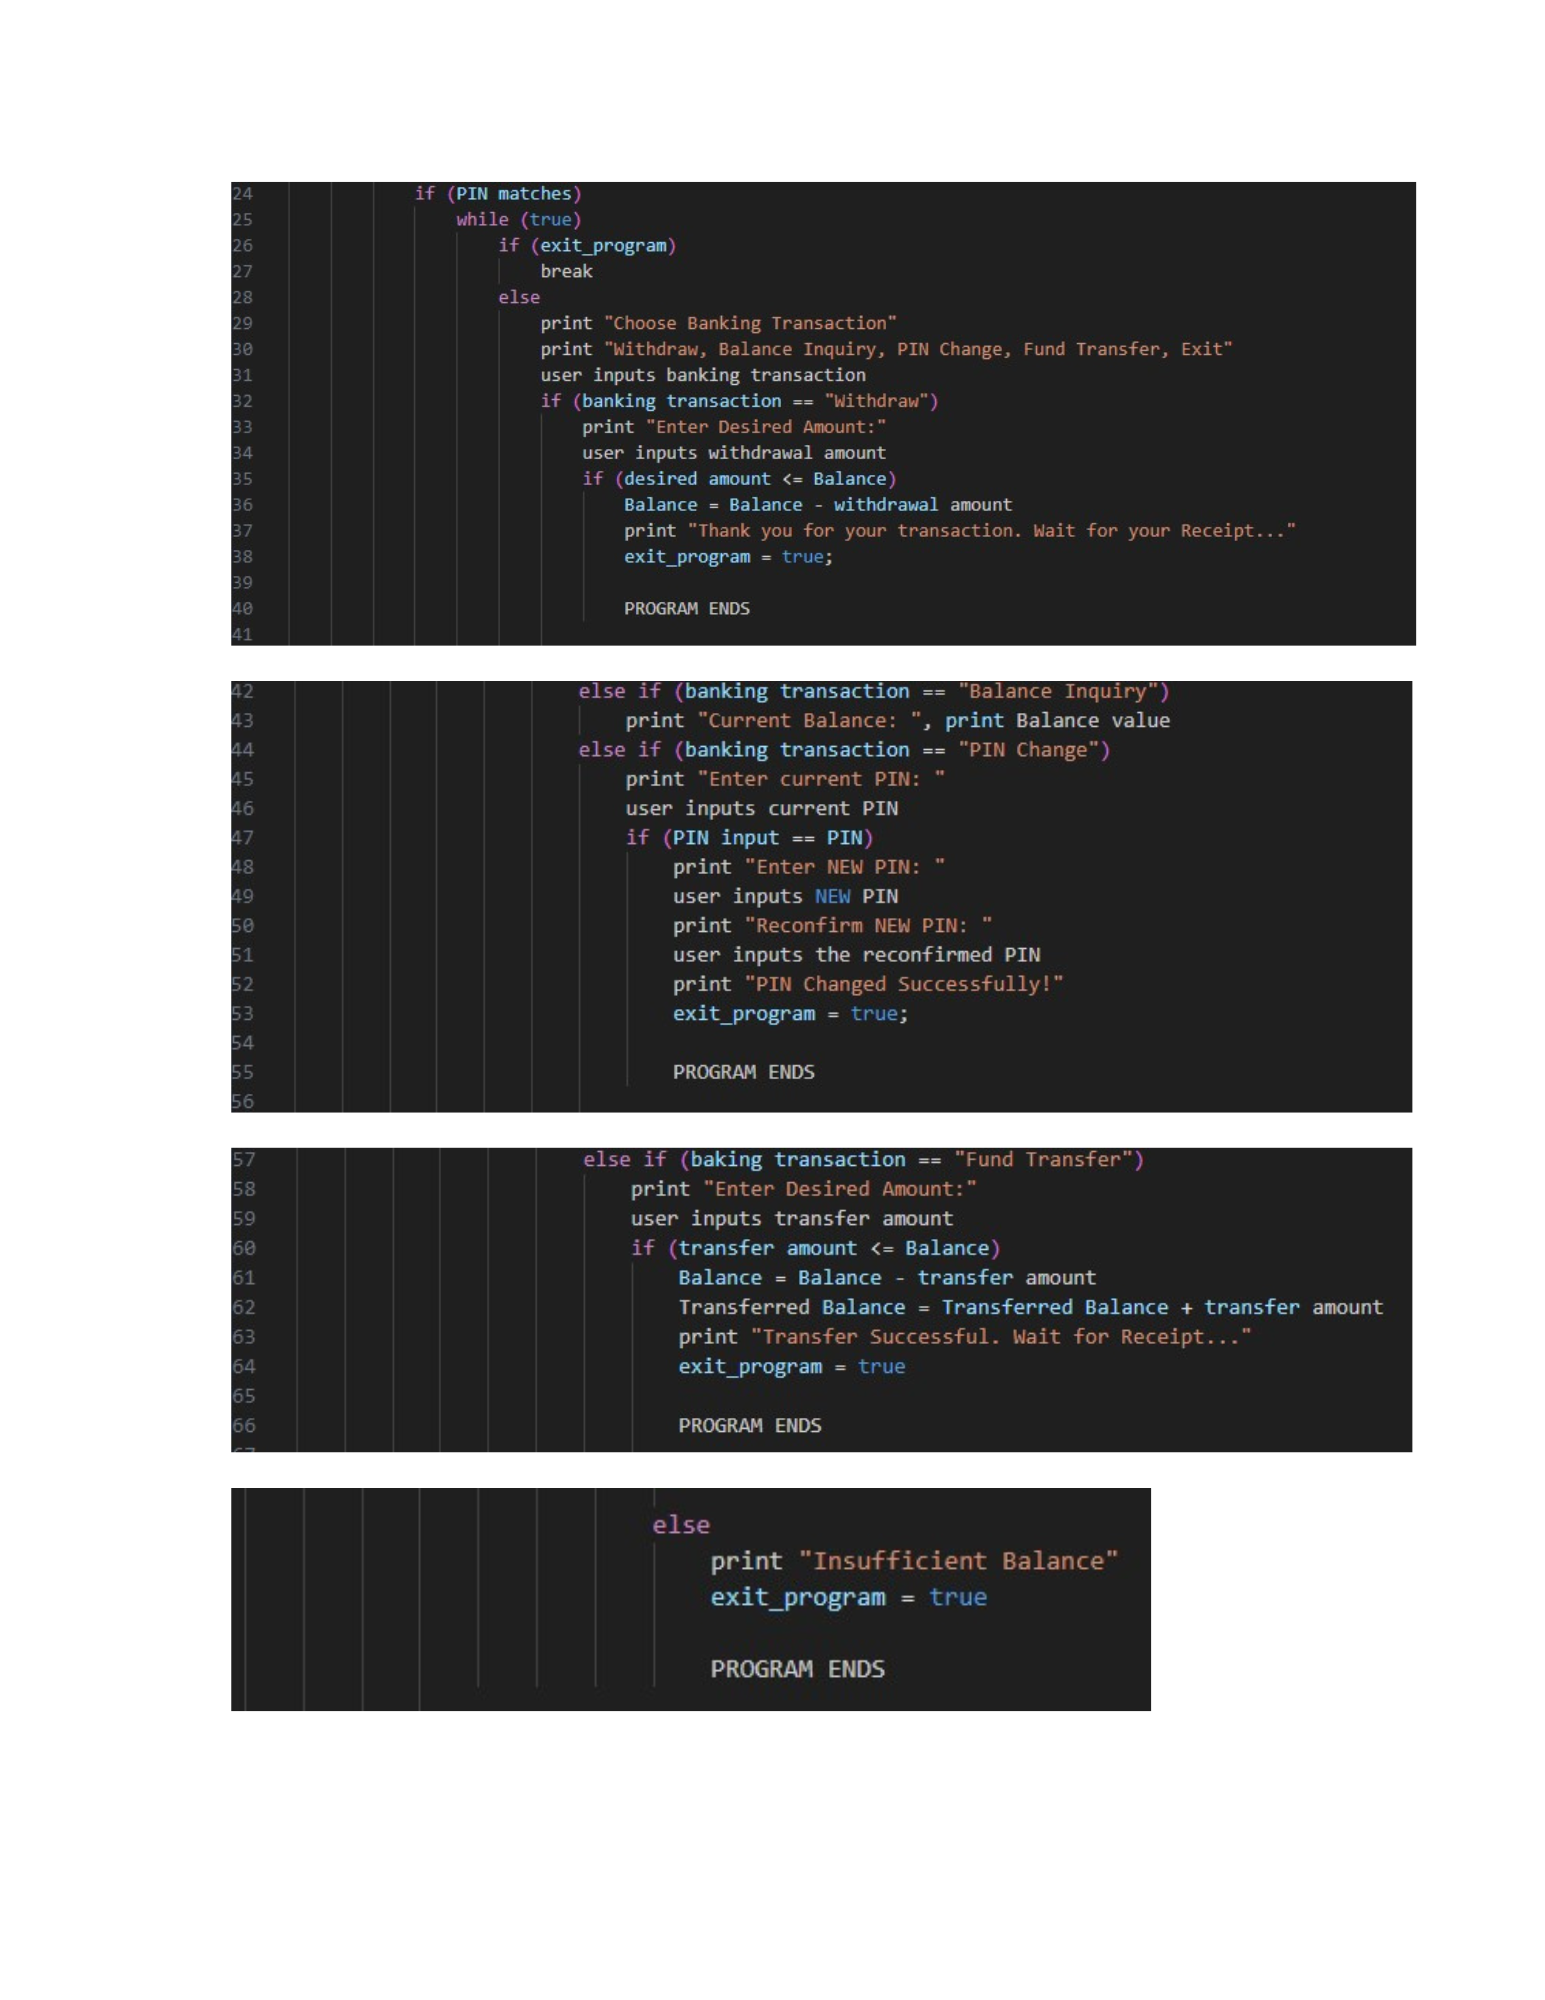 24 if (PIN matches)
25 while (true)
26 if (exit_program)
27 break
28 else
29 print "Choose Banking Transaction"
30 print "Withdraw, Balance Inquiry, PIN Change, Fund Transfer, Exit"
31 user inputs banking transaction
32 if (banking transaction == "Withdraw")
33 print "Enter Desired Amount:"
34 user inputs withdrawal amount
35 if (desired amount <= Balance)
36 Balance = Balance - withdrawal amount
37 print "Thank you for your transaction. Wait for your Receipt..."
38 exit_program = true;
39
40 PROGRAM ENDS
41
42 else if (banking transaction == "Balance Inquiry")
43 print "Current Balance: ", print Balance value
44 else if (banking transaction == "PIN Change")
45 print "Enter current PIN: "
46 user inputs current PIN
47 if (PIN input == PIN)
48 print "Enter NEW PIN: "
49 user inputs NEW PIN
50 print "Reconfirm NEW PIN: "
51 user inputs the reconfirmed PIN
52 print "PIN Changed Successfully!"
53 exit_program = true;
54
55 PROGRAM ENDS
56
57 else if (baking transaction == "Fund Transfer")
58 print "Enter Desired Amount:"
59 user inputs transfer amount
60 if (transfer amount <= Balance)
61 Balance = Balance - transfer amount
62 Transferred Balance = Transferred Balance + transfer amount
63 print "Transfer Successful. Wait for Receipt..."
64 exit_program = true
65
66 PROGRAM ENDS
else
print "Insufficient Balance"
exit_program = true
PROGRAM ENDS